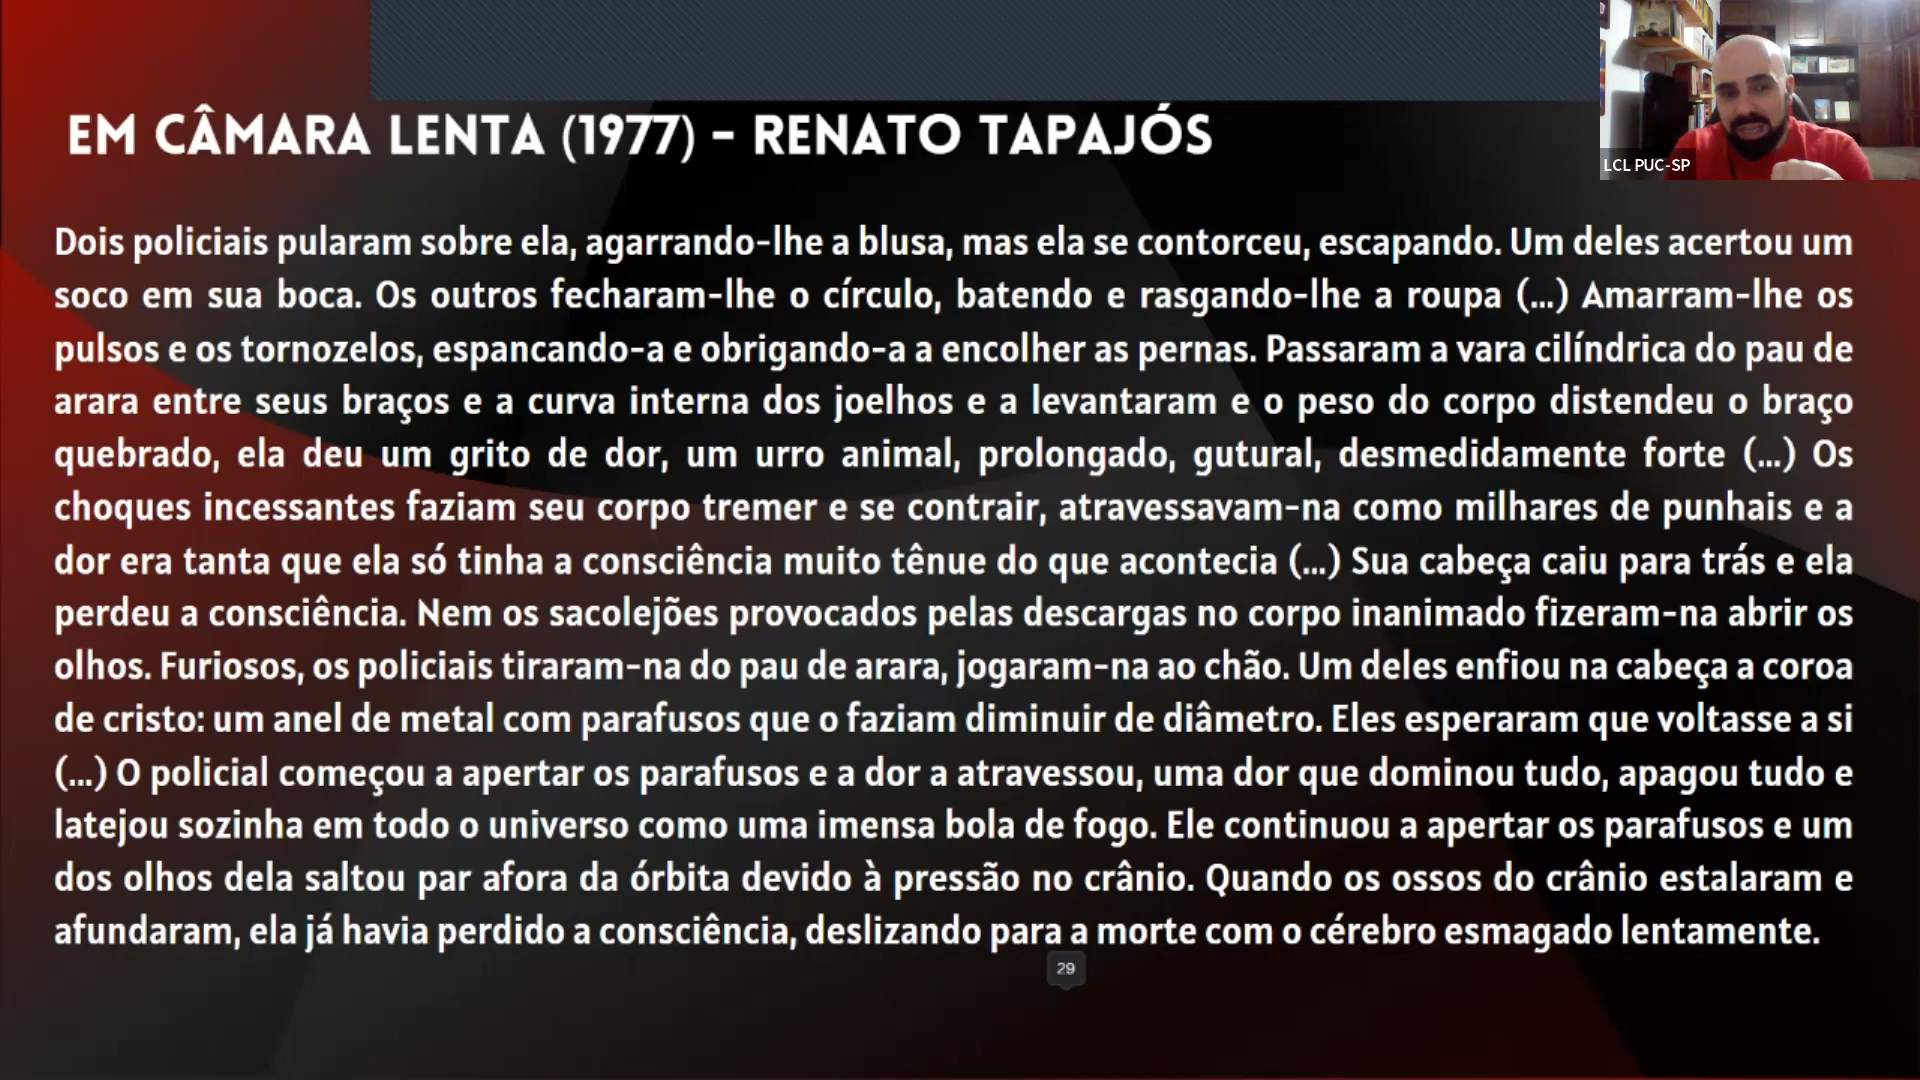 EM CÂMARA LENTA (1977) – RENATO TAPAJÓS
LCL PUC-SP
Dois policiais pularam sobre ela, agarrando-lhe a blusa, mas ela se contorceu, escapando. Um deles acertou um
soco em sua boca. Os outros fecharam-lhe o círculo, batendo e rasgando-lhe a roupa (...) Amarram-lhe os
pulsos e os tornozelos, espancando-a e obrigando-a a encolher as pernas. Passaram a vara cilíndrica do pau de
arara entre seus braços e a curva interna dos joelhos e a levantaram e o peso do corpo distendeu o braço
quebrado, ela deu um grito de dor, um urro animal, prolongado, gutural, desmedidamente forte (...) Os
choques incessantes faziam seu corpo tremer e se contrair, atravessavam-na como milhares de punhais e a
dor era tanta que ela só tinha a consciência muito tênue do que acontecia (...) Sua cabeça caiu para trás e ela
perdeu a consciência. Nem os sacolejões provocados pelas descargas no corpo inanimado fizeram-na abrir os
olhos. Furiosos, os policiais tiraram-na do pau de arara, jogaram-na ao chão. Um deles enfiou na cabeça a coroa
de cristo: um anel de metal com parafusos que o faziam diminuir de diâmetro. Eles esperaram que voltasse a si
(...) O policial começou a apertar os parafusos e a dor a atravessou, uma dor que dominou tudo, apagou tudo e
latejou sozinha em todo o universo como uma imensa bola de fogo. Ele continuou a apertar os parafusos e um
dos olhos dela saltou par afora da órbita devido à pressão no crânio. Quando os ossos do crânio estalaram e
afundaram, ela já havia perdido a consciência, deslizando para a morte com o cérebro esmagado lentamente.
29